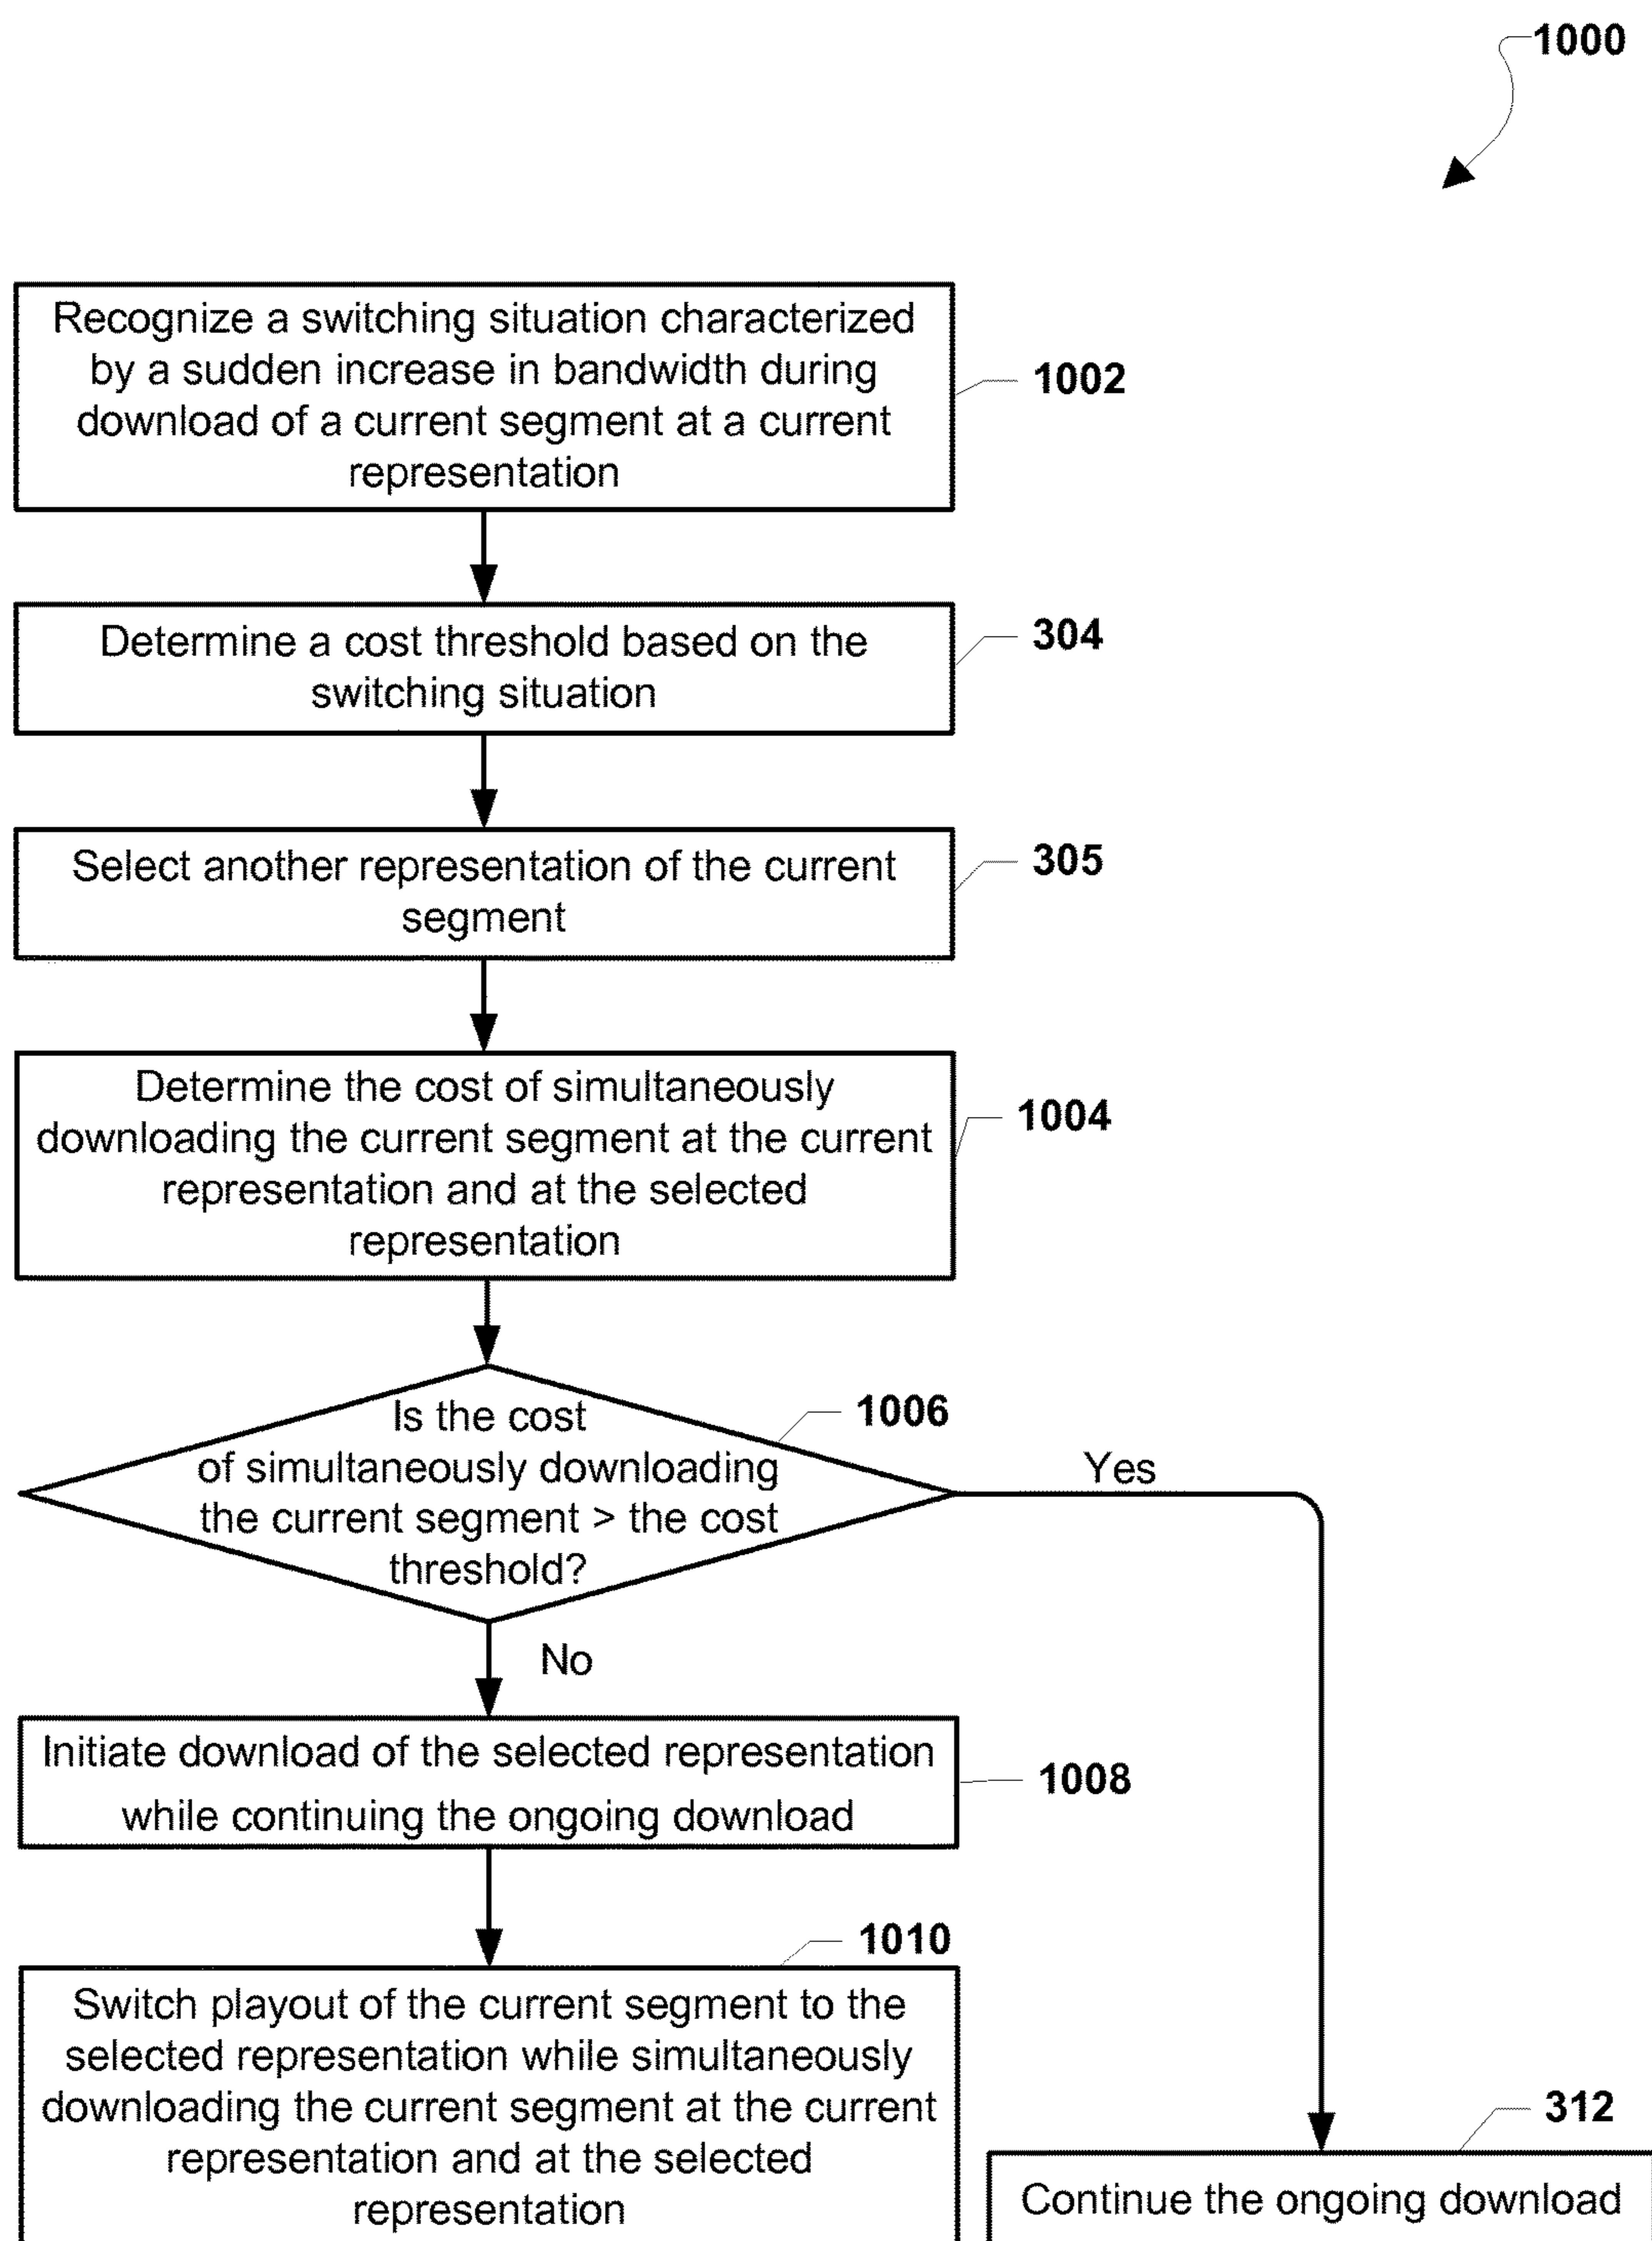 1000
Recognize a switching situation characterized
by a sudden increase in bandwidth during
download of a current segment at a current
representation
1002
Determine a cost threshold based on the
switching situation
304
Select another representation of the current
segment
305
Determine the cost of simultaneously
downloading the current segment at the current
representation and at the selected
representation
1004
Is the cost
of simultaneously downloading
the current segment > the cost
threshold?
1006
Yes
No
Initiate download of the selected representation
while continuing the ongoing download
1008
1010
Switch playout of the current segment to the
selected representation while simultaneously
downloading the current segment at the current
representation and at the selected
representation
312
Continue the ongoing download